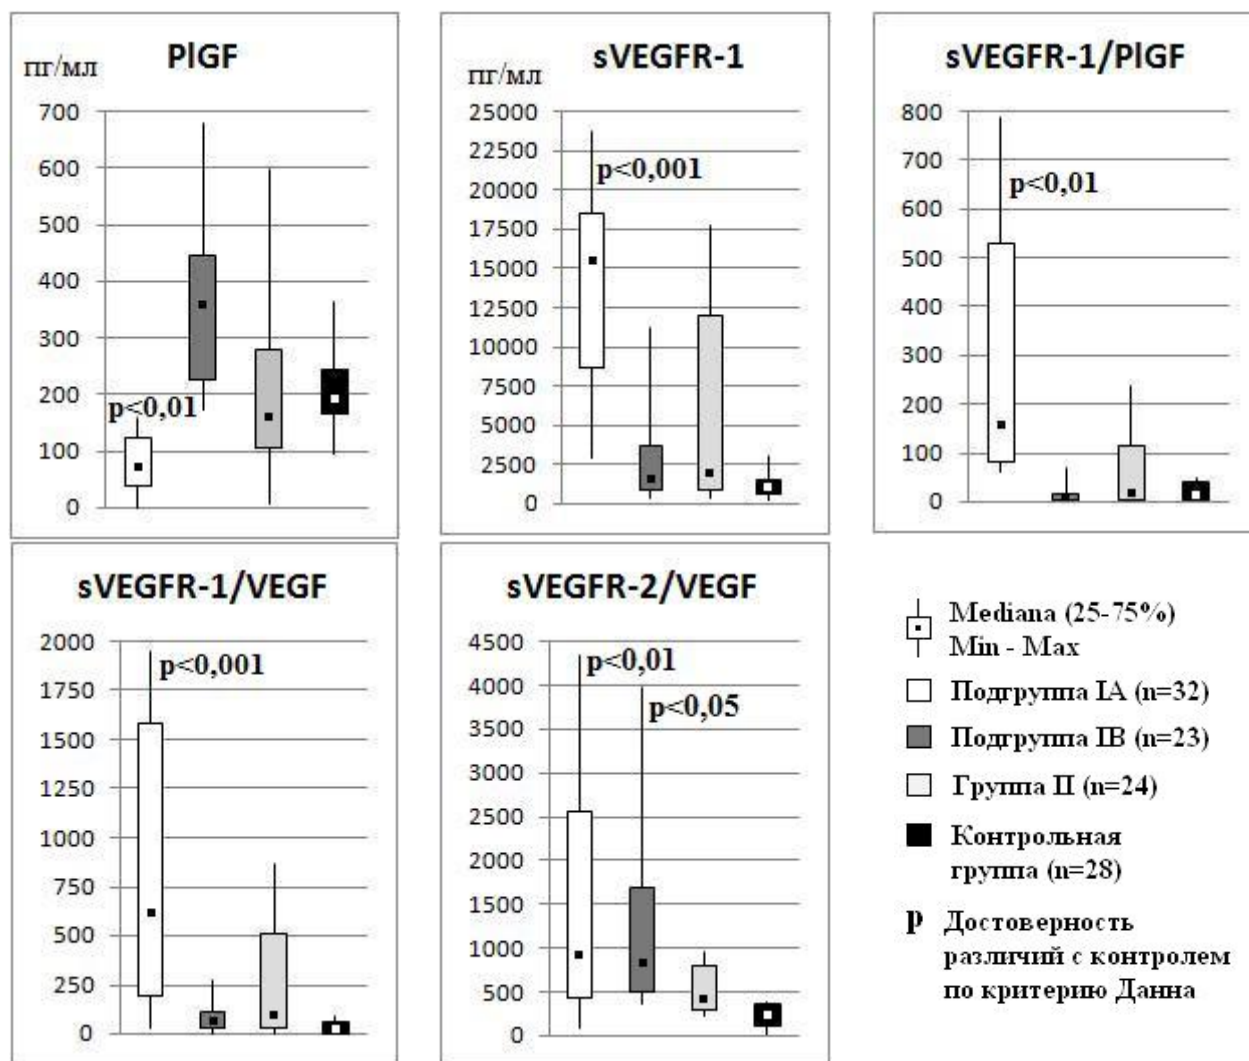 PlGF
пг/мл
700
600
500
400
300
200
100
0
p<0,01
sVEGFR-1
пг/мл
25000
22500
20000
17500
15000
12500
10000
7500
5000
2500
0
p<0,001
sVEGFR-1/PlGF
800
700
600
500
400
300
200
100
0
p<0,01
sVEGFR-1/VEGF
2000
1750
1500
1250
1000
750
500
250
0
p<0,001
sVEGFR-2/VEGF
4500
4000
3500
3000
2500
2000
1500
1000
500
0
p<0,01
p<0,05
Mediana (25-75%)
Min - Max
Подгруппа IA (n=32)
Подгруппа IB (n=23)
Группа II (n=24)
Контрольная
группа (n=28)
p Достоверность
различий с контролем
по критерию Данна